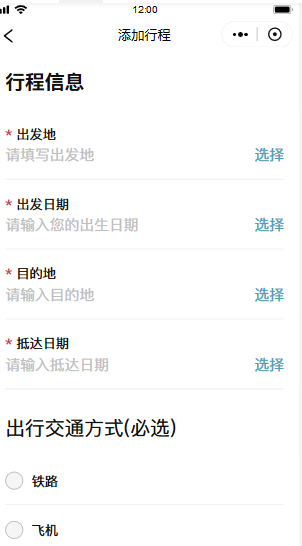 12:00
添加行程
行程信息
* 出发地
请填写出发地 选择
* 出发日期
请输入您的出生日期 选择
* 目的地
请输入目的地 选择
* 抵达日期
请输入抵达日期 选择
出行交通方式(必选)
铁路
飞机